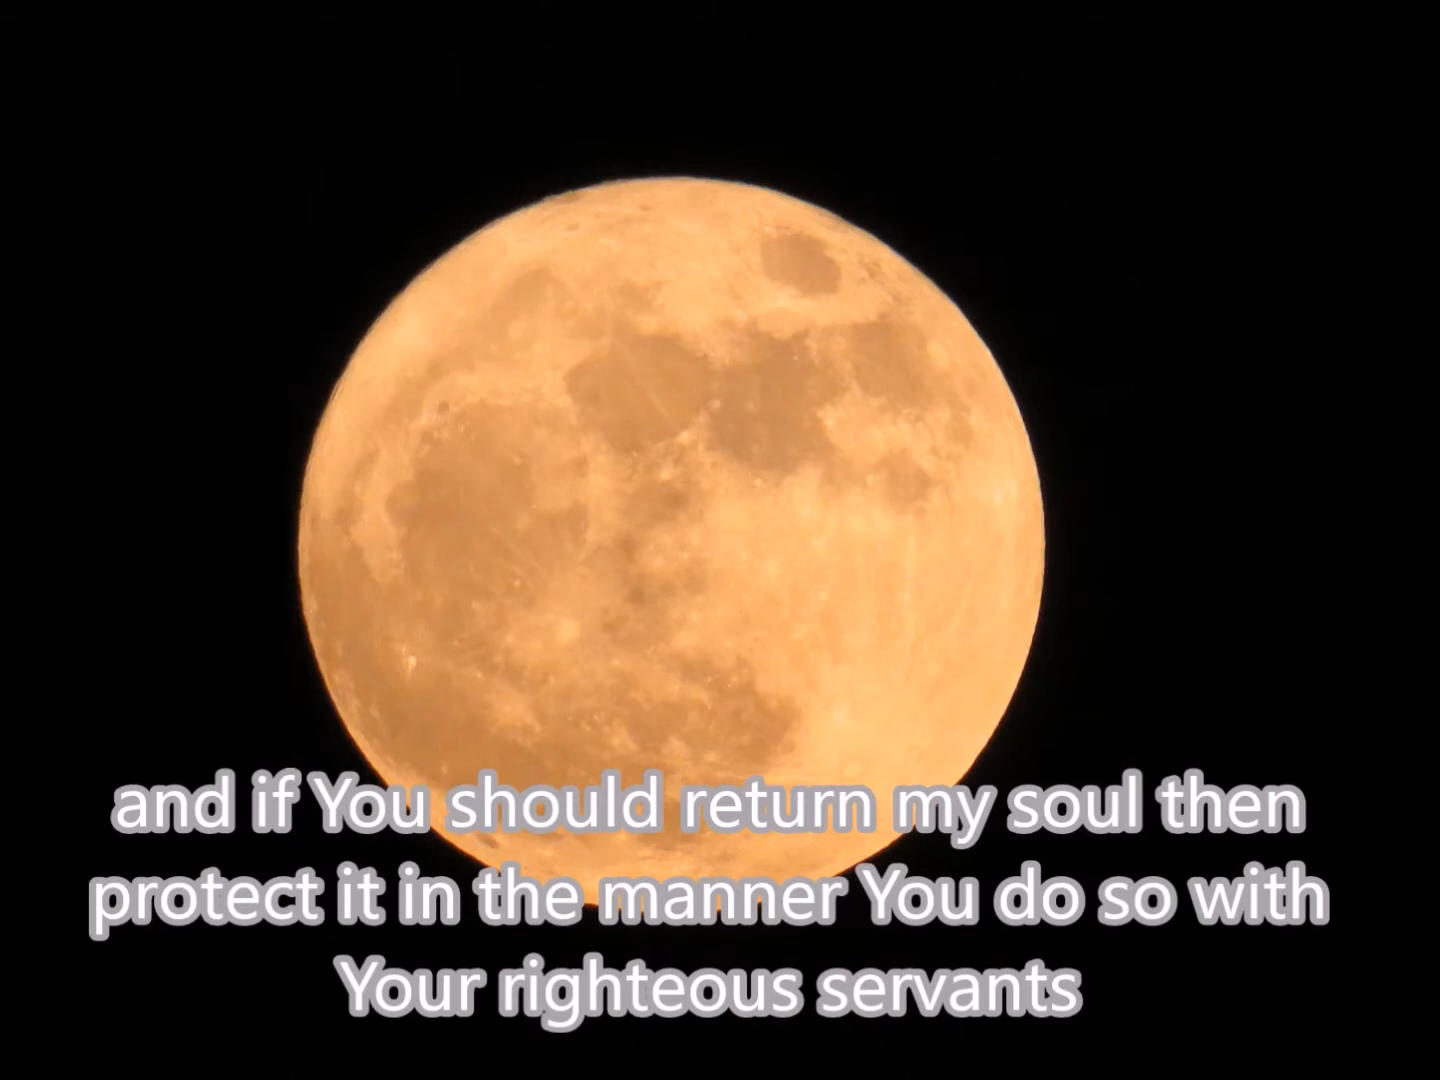 and if You should return my soul then
protect it in the manner You do so with
Your righteous servants